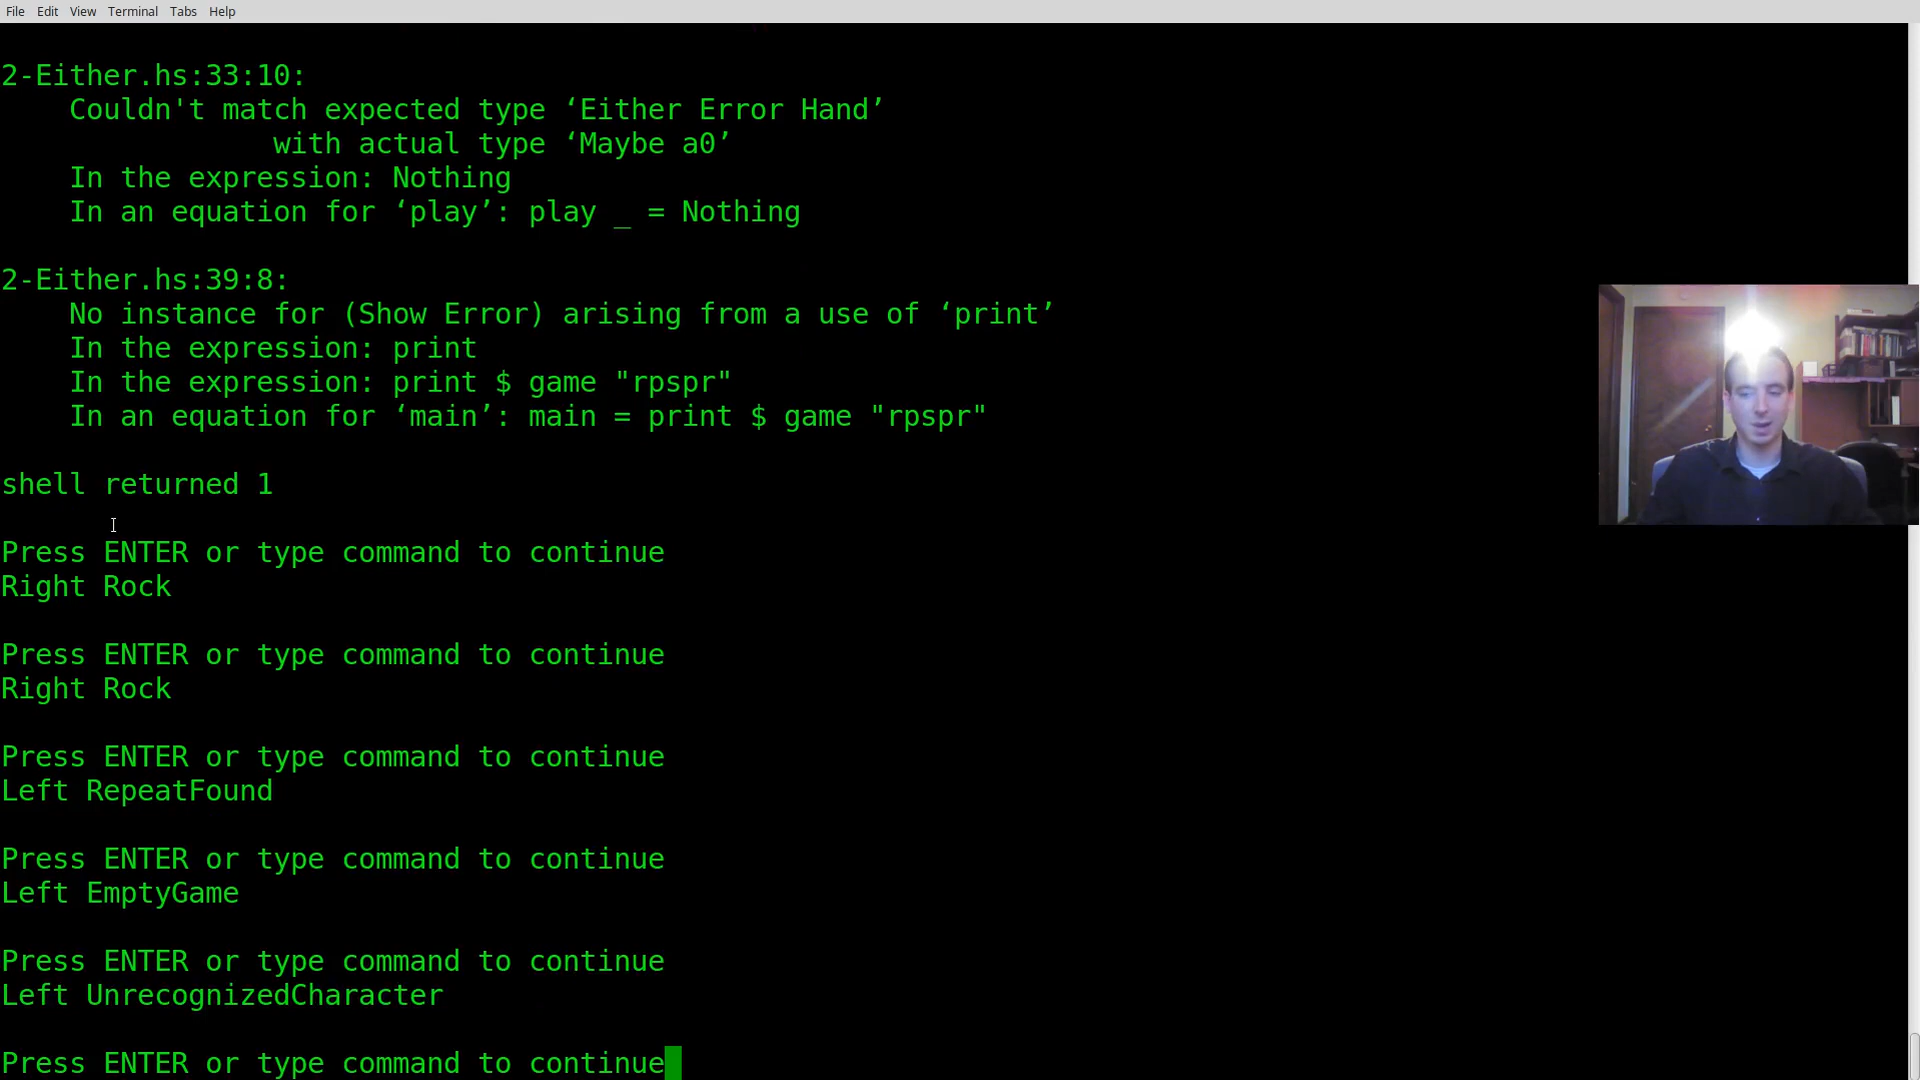 File Edit View Terminal Tabs Help
2-Either.hs:33:10:
Couldn't match expected type ‘Either Error Hand’
with actual type ‘Maybe a0’
In the expression: Nothing
In an equation for ‘play’: play _ = Nothing
2-Either.hs:39:8:
No instance for (Show Error) arising from a use of ‘print’
In the expression: print
In the expression: print $ game "rpspr"
In an equation for ‘main’: main = print $ game "rpspr"
shell returned 1
Press ENTER or type command to continue
Right Rock
Press ENTER or type command to continue
Right Rock
Press ENTER or type command to continue
Left RepeatFound
Press ENTER or type command to continue
Left EmptyGame
Press ENTER or type command to continue
Left UnrecognizedCharacter
Press ENTER or type command to continue